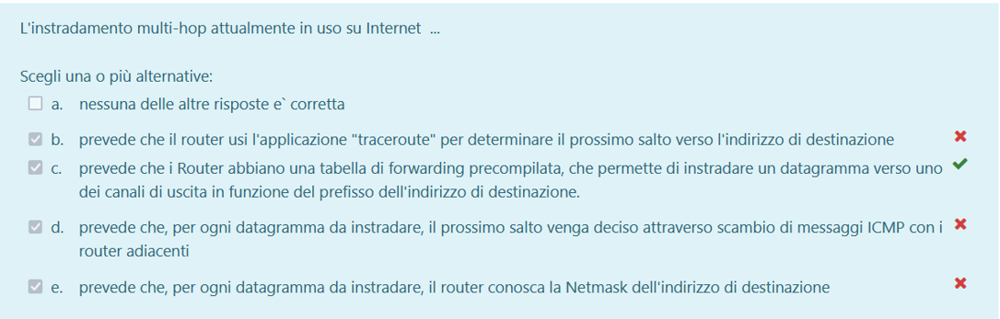 L'instradamento multi-hop attualmente in uso su Internet ...
Scegli una o più alternative:
a. nessuna delle altre risposte e` corretta
b. prevede che il router usi l'applicazione "traceroute" per determinare il prossimo salto verso l'indirizzo di destinazione
c. prevede che i Router abbiano una tabella di forwarding precompilata, che permette di instradare un datagramma verso uno
dei canali di uscita in funzione del prefisso dell'indirizzo di destinazione.
d. prevede che, per ogni datagramma da instradare, il prossimo salto venga deciso attraverso scambio di messaggi ICMP con i
router adiacenti
e. prevede che, per ogni datagramma da instradare, il router conosca la Netmask dell'indirizzo di destinazione